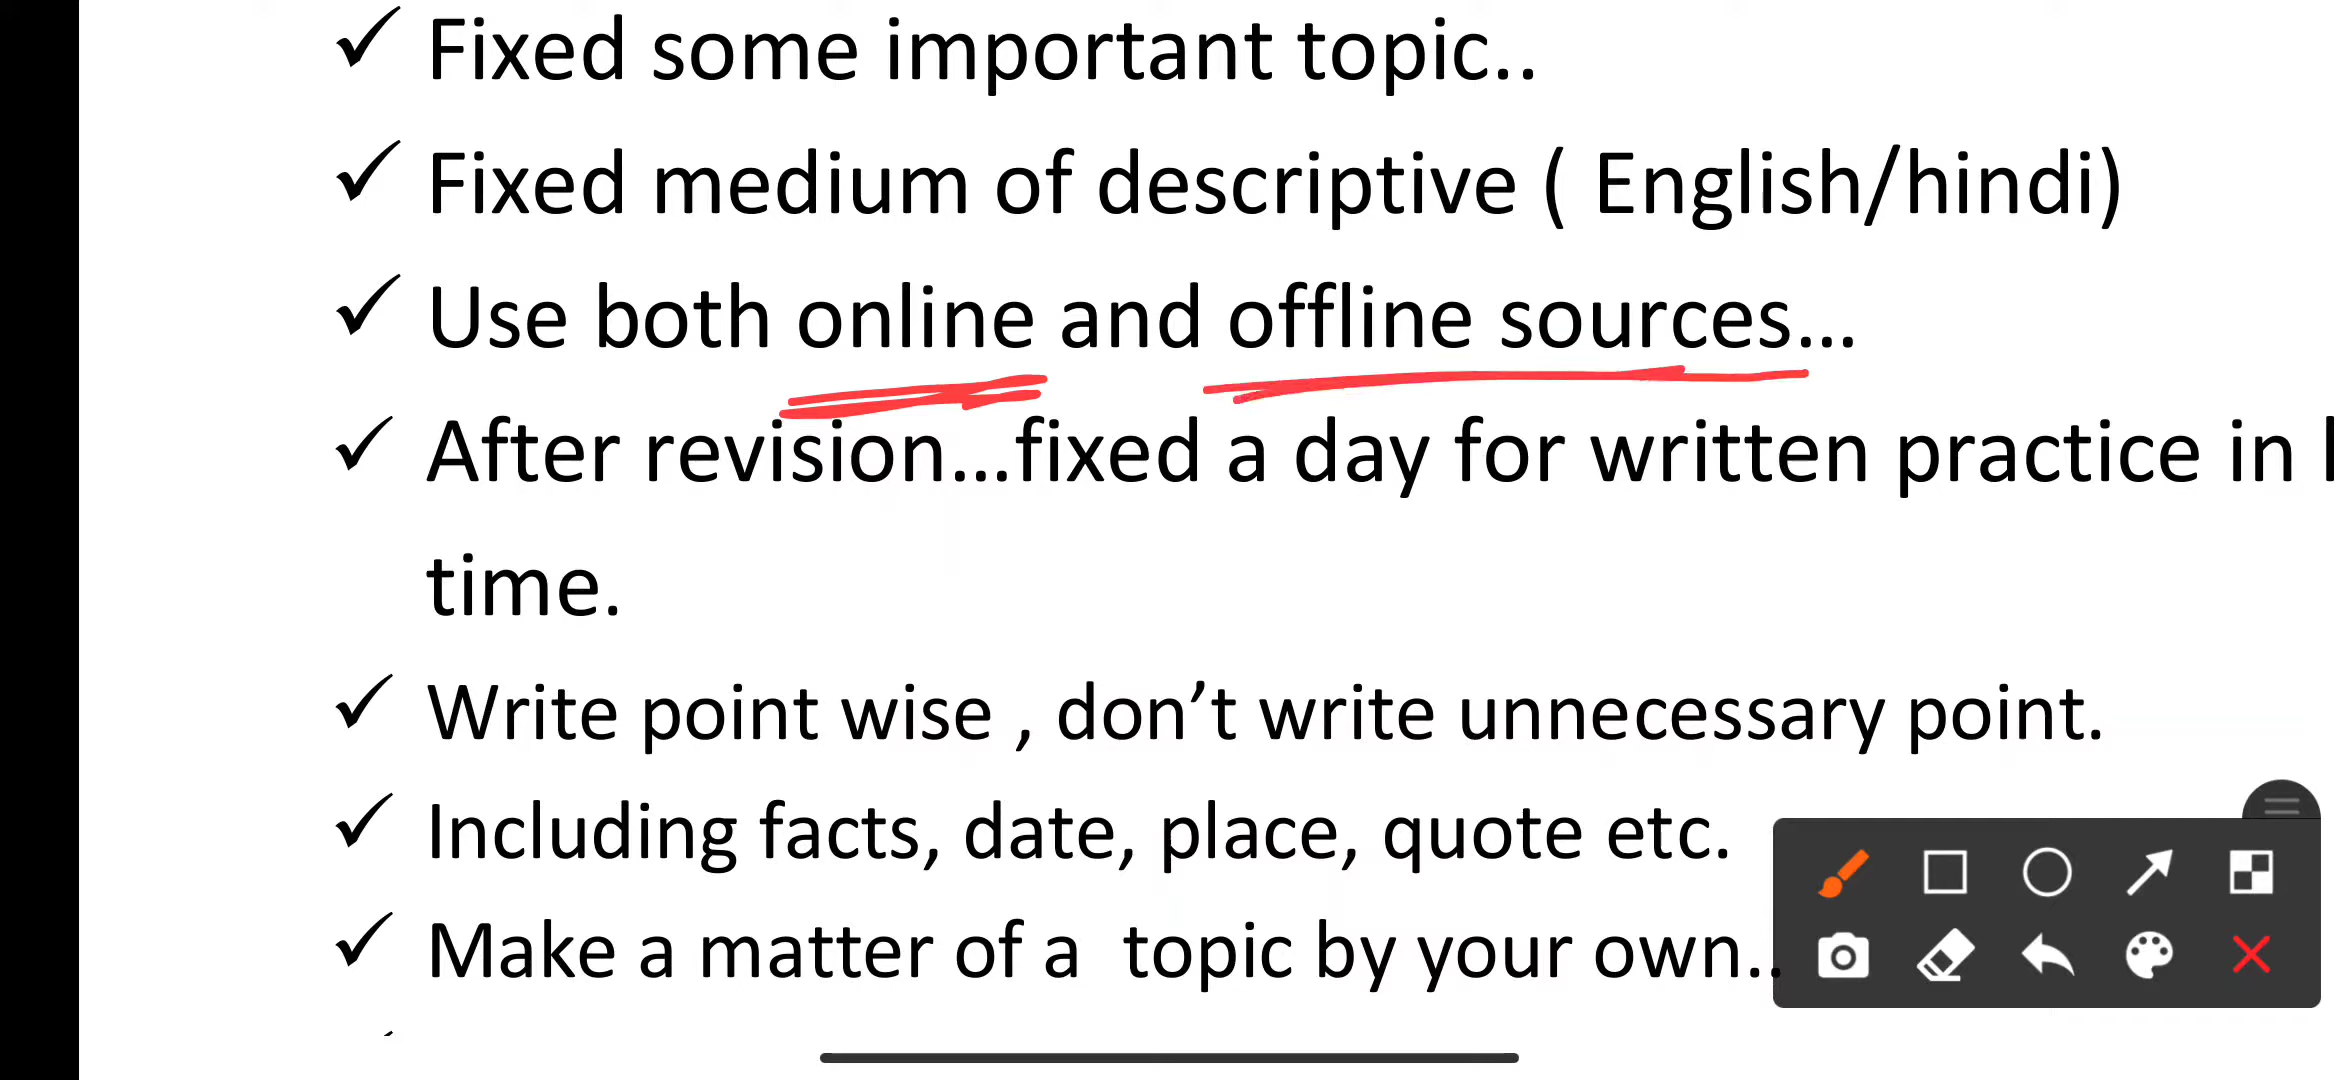 ✓ Fixed some important topic..
✓ Fixed medium of descriptive ( English/hindi)
✓ Use both online and offline sources...
✓ After revision...fixed a day for written practice in
time.
✓ Write point wise , don’t write unnecessary point.
✓ Including facts, date, place, quote etc.
✓ Make a matter of a  topic by your own..